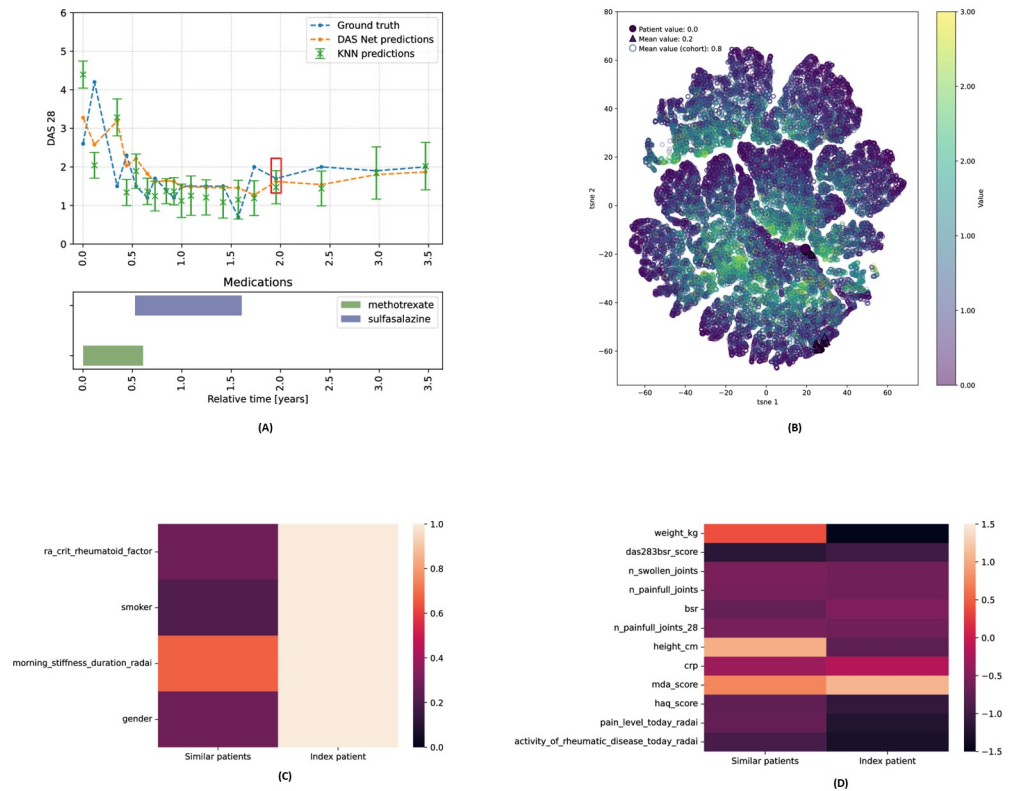 6
5
4
3
2
1
0
DAS 28
Ground truth
DAS Net predictions
KNN predictions
0.0
0.5
1.0
1.5
2.0
2.5
3.0
3.5
Medications
methotrexate
sulfasalazine
0.0
0.5
1.0
1.5
2.0
2.5
3.0
3.5
Relative time [years]
(A)
Patient value: 0.0
Mean value: 0.2
Mean value (cohort): 0.8
80
60
40
20
0
−20
−40
−60
tsne 2
−60
−40
−20
0
20
40
60
tsne 1
3.00
2.00
2.00
1.00
1.00
0.00
Value
(B)
ra_crit_rheumatoid_factor
smoker
morning_stiffness_duration_radai
gender
Similar patients
Index patient
1.0
0.8
0.6
0.4
0.2
0.0
(C)
weight_kg
das283bsr_score
n_swollen_joints
n_painfull_joints
bsr
n_painfull_joints_28
height_cm
crp
mda_score
haq_score
pain_level_today_radai
activity_of_rheumatic_disease_today_radai
Similar patients
Index patient
1.5
1.0
0.5
0.0
−0.5
−1.0
−1.5
(D)